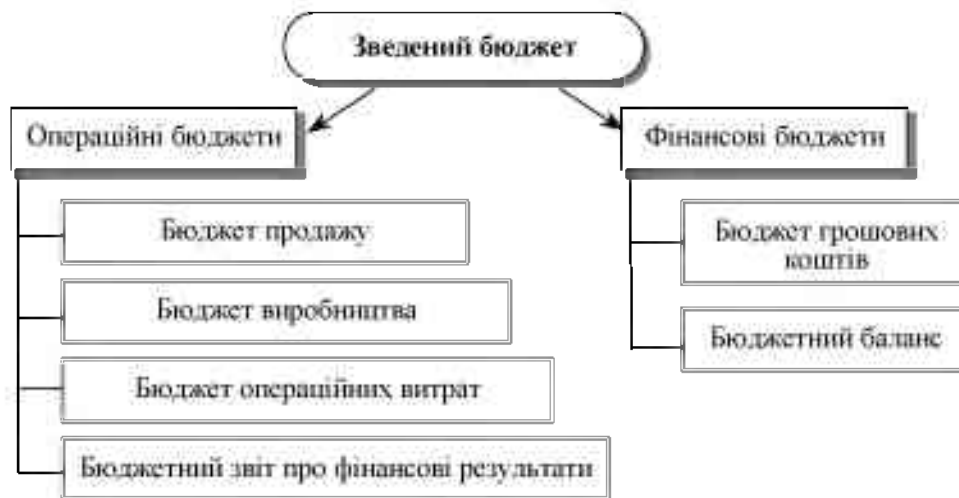 Зведений бюджет
Операційні бюджети
Фінансові бюджети
Бюджет продажу
Бюджет виробництва
Бюджет операційних витрат
Бюджетний звіт про фінансові результати
Бюджет грошових
коштів
Бюджетний баланс